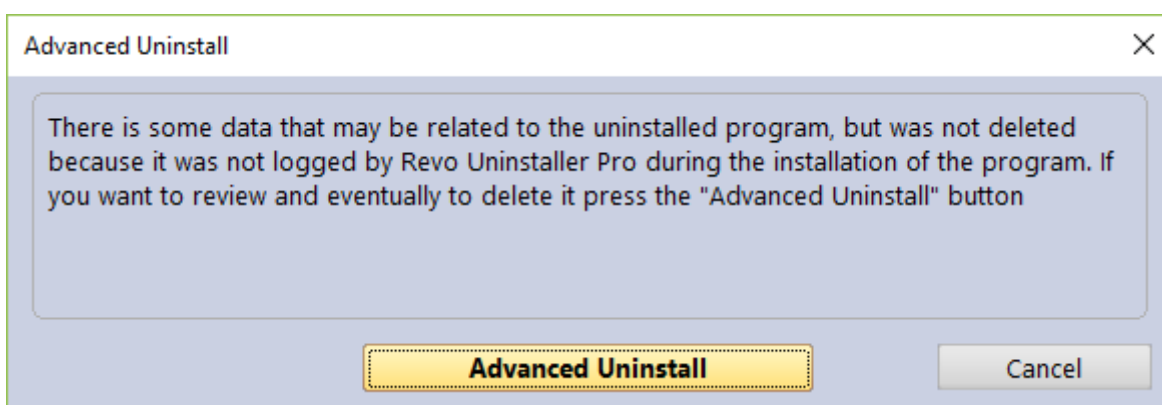 Advanced Uninstall
There is some data that may be related to the uninstalled program, but was not deleted
because it was not logged by Revo Uninstaller Pro during the installation of the program. If
you want to review and eventually to delete it press the "Advanced Uninstall" button
Advanced Uninstall
Cancel